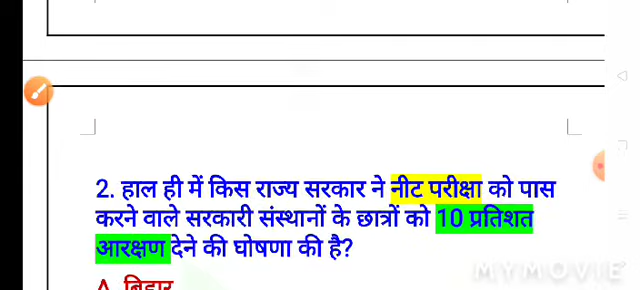 2. हाल ही में किस राज्य सरकार ने नीट परीक्षा को पास
करने वाले सरकारी संस्थानों के छात्रों को 10 प्रतिशत
आरक्षण देने की घोषणा की है?
A. बिहार
MYMOVIE